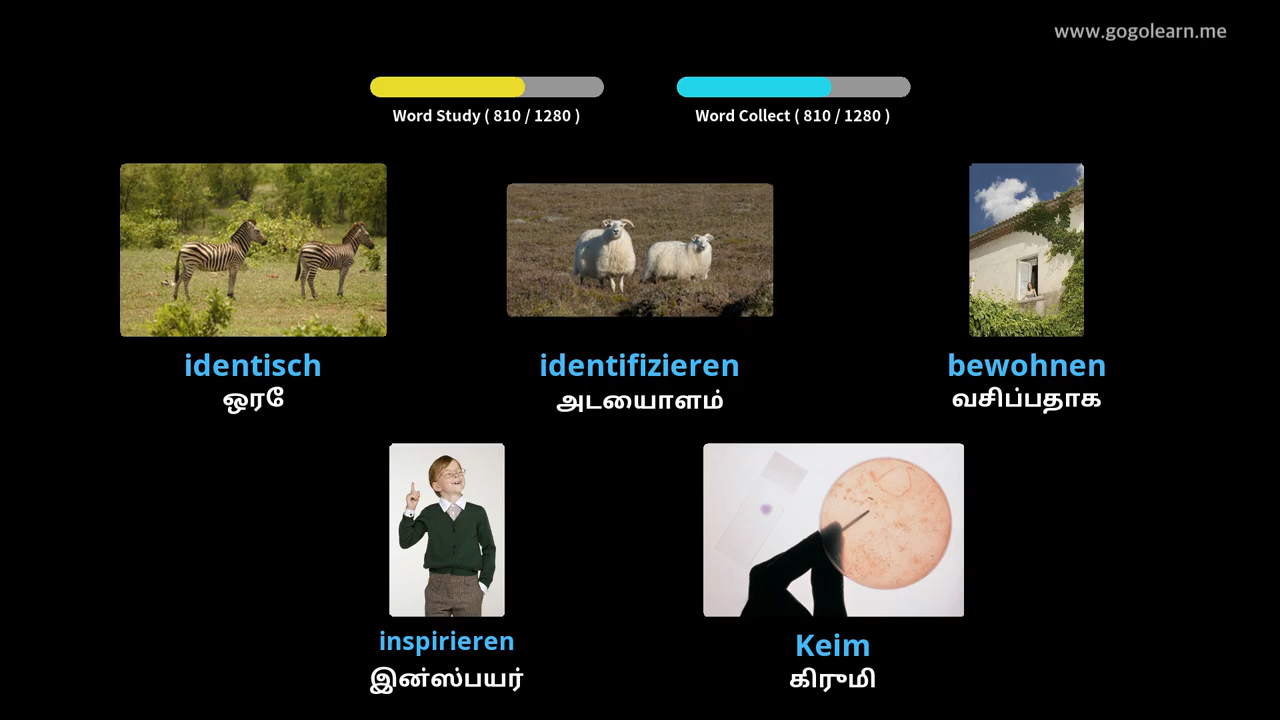 www.gogolearn.me
Word Study ( 810 / 1280 )
Word Collect ( 810 / 1280 )
identisch
ஒரே
identifizieren
அடையாளம்
bewohnen
வசிப்பதாக
inspirieren
இன்ஸ்பயர்
Keim
கிருமி